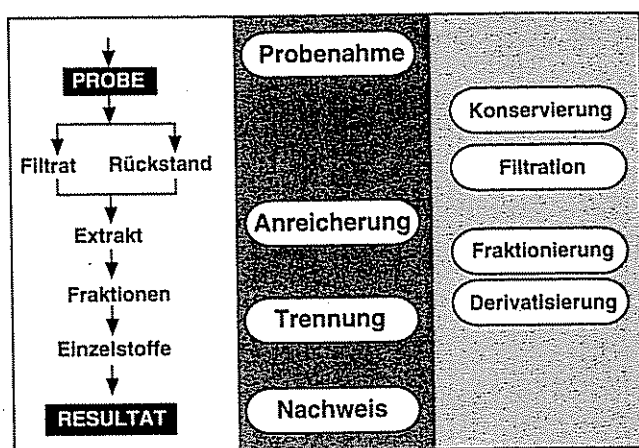 PROBE
Filtrat Rückstand
Extrakt
Fraktionen
Einzelstoffe
RESULTAT
Probenahme
Anreicherung
Trennung
Nachweis
Konservierung
Filtration
Fraktionierung
Derivatisierung